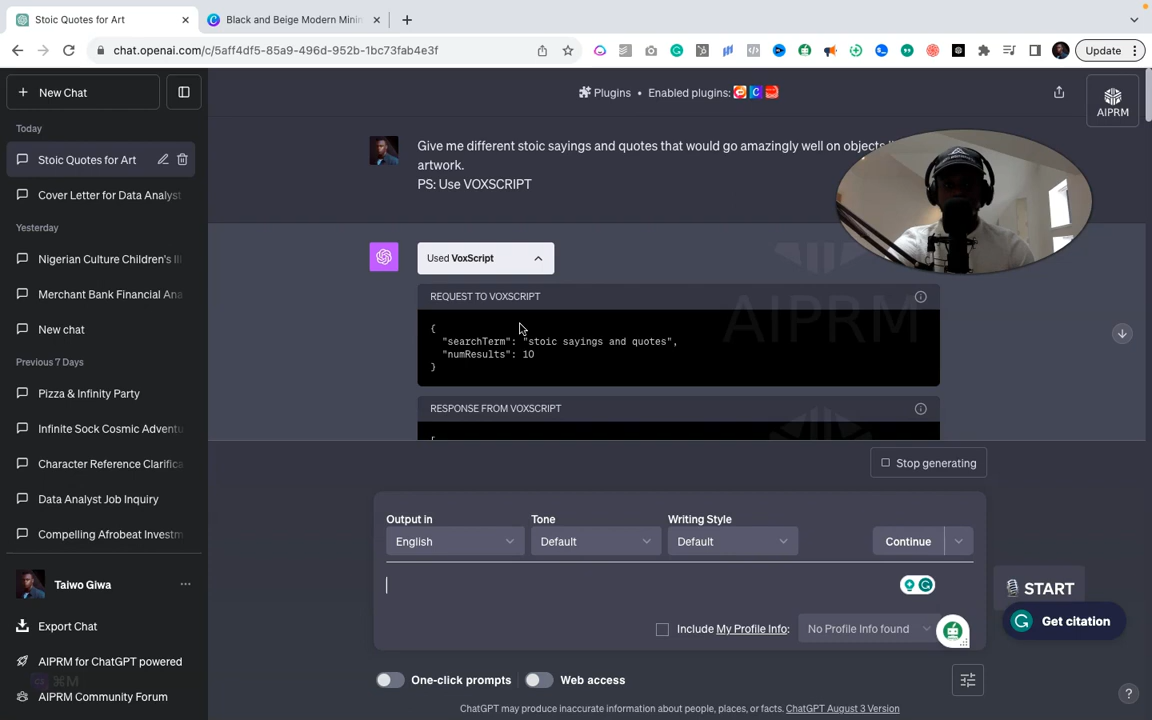 Stoic Quotes for Art
Black and Beige Modern Minin
chat.openai.com/c/5aff4df5-85a9-496d-952b-1bc73fab4e3f
Update
New Chat
Plugins • Enabled plugins:
AIPRM
Today
Stoic Quotes for Art
Cover Letter for Data Analyst
Yesterday
Nigerian Culture Children's Ill
Merchant Bank Financial Ana
New chat
Previous 7 Days
Pizza & Infinity Party
Infinite Sock Cosmic Adventu
Character Reference Clarifica
Data Analyst Job Inquiry
Compelling Afrobeat Investm
Taiwo Giwa
Export Chat
AIPRM for ChatGPT powered
⌘M
AIPRM Community Forum
Give me different stoic sayings and quotes that would go amazingly well on objects
artwork.
PS: Use VOXSCRIPT
Used VoxScript
AIPRM
REQUEST TO VOXSCRIPT
{
"searchTerm": "stoic sayings and quotes",
"numResults": 10
}
RESPONSE FROM VOXSCRIPT
Stop generating
Output in
Tone
Writing Style
English
Default
Default
Continue
START
Get citation
Include My Profile Info:
No Profile Info found
One-click prompts
Web access
ChatGPT may produce inaccurate information about people, places, or facts. ChatGPT August 3 Version
?